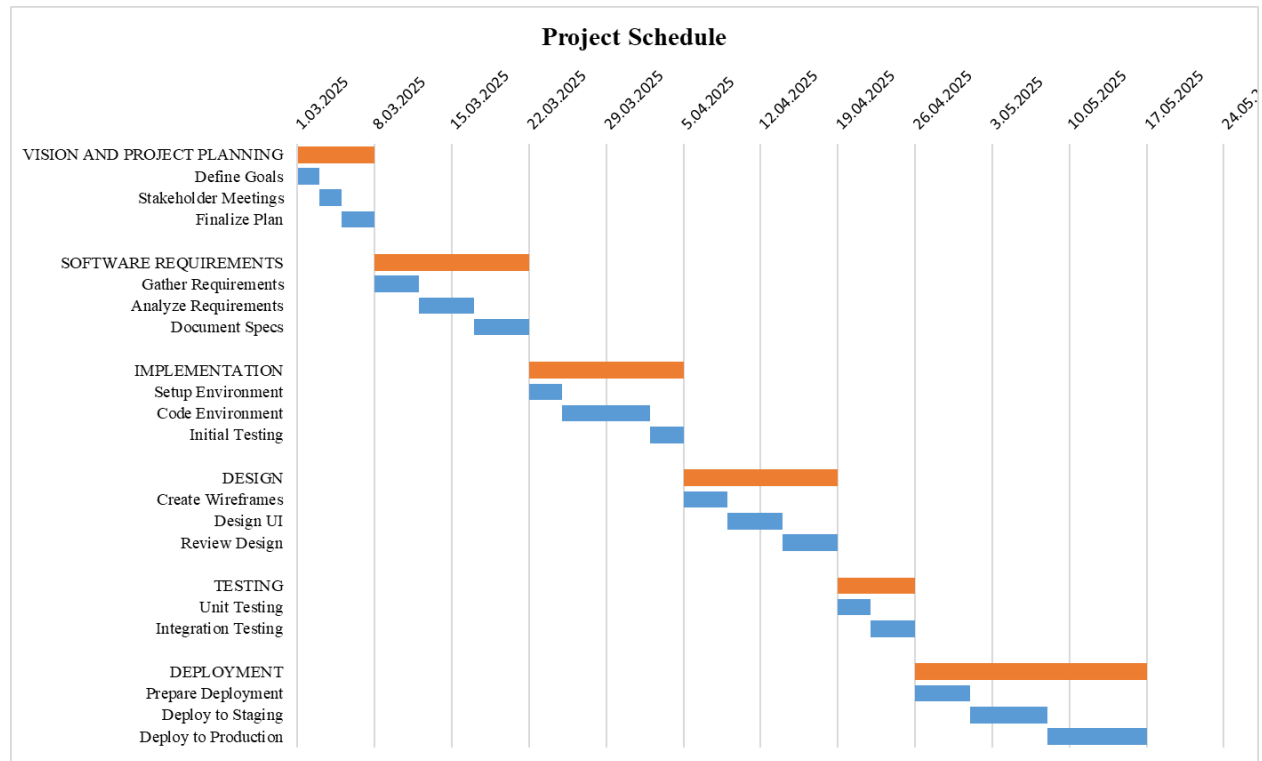 Project Schedule
1.03.2025
8.03.2025
15.03.2025
22.03.2025
29.03.2025
5.04.2025
12.04.2025
19.04.2025
26.04.2025
3.05.2025
10.05.2025
17.05.2025
24.05.2
VISION AND PROJECT PLANNING
Define Goals
Stakeholder Meetings
Finalize Plan
SOFTWARE REQUIREMENTS
Gather Requirements
Analyze Requirements
Document Specs
IMPLEMENTATION
Setup Environment
Code Environment
Initial Testing
DESIGN
Create Wireframes
Design UI
Review Design
TESTING
Unit Testing
Integration Testing
DEPLOYMENT
Prepare Deployment
Deploy to Staging
Deploy to Production